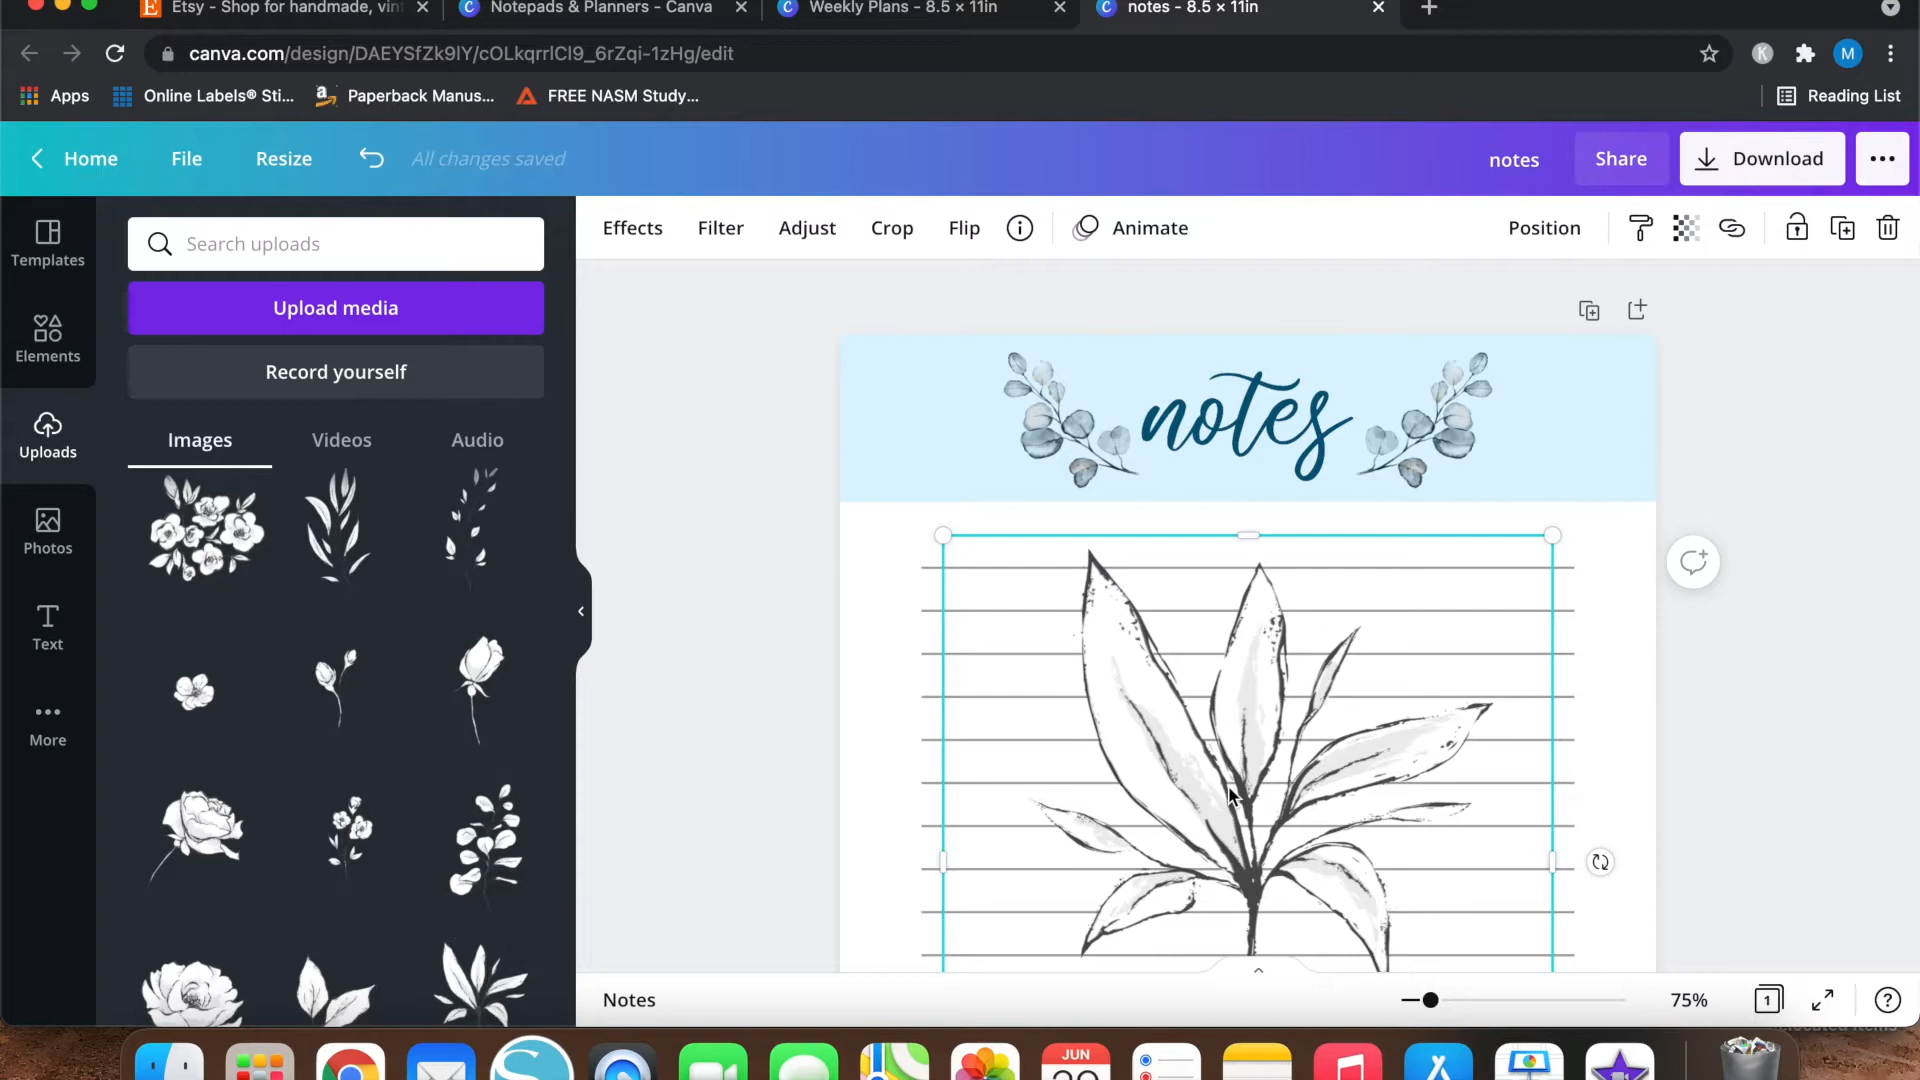 Etsy - Shop for handmade, vint
Notepads & Planners - Canva
Weekly Plans - 8.5 × 11in
notes - 8.5 × 11in
canva.com/design/DAEYSfZk9lY/cOLkqrrlCl9_6rZqi-1zHg/edit
K
M
Apps
Online Labels® Sti...
Paperback Manus...
FREE NASM Study...
Reading List
Home
File
Resize
All changes saved
notes
Share
Download
Search uploads
Effects
Filter
Adjust
Crop
Flip
Animate
Position
Templates
Upload media
Elements
Record yourself
Images
Videos
Audio
Uploads
notes
Photos
Text
More
Notes
75%
1
JUN